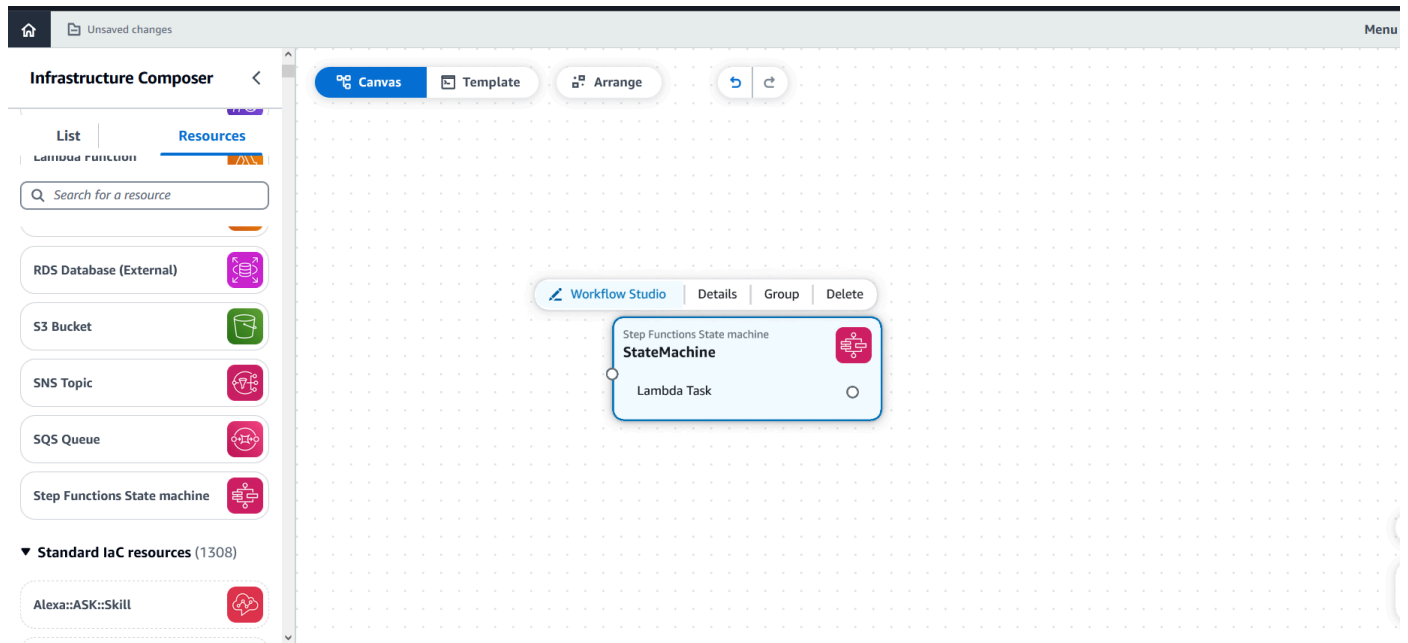 Unsaved changes
Menu
Infrastructure Composer
Canvas
Template
Arrange
List
Resources
Lambda Function
Search for a resource
RDS Database (External)
S3 Bucket
SNS Topic
SQS Queue
Step Functions State machine
Standard IaC resources (1308)
Alexa::ASK::Skill
Workflow Studio
Details
Group
Delete
Step Functions State machine
StateMachine
Lambda Task